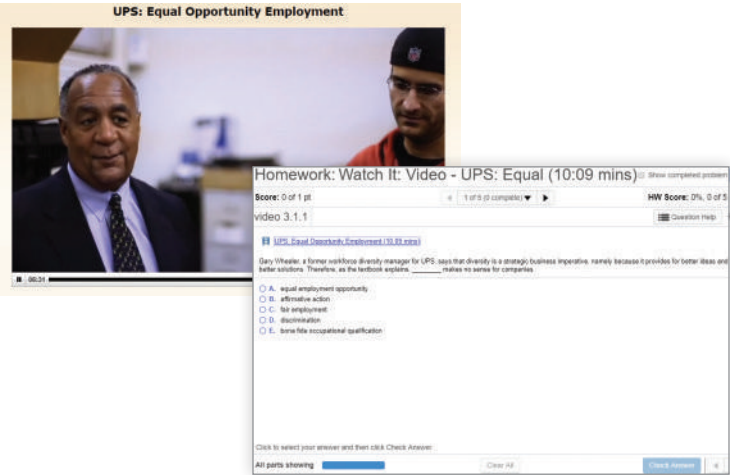 UPS: Equal Opportunity Employment
00:31
Homework: Watch It: Video - UPS: Equal (10:09 mins)
Show completed problem
Score: 0 of 1 pt
1 of 5 (0 complete)
HW Score: 0%, 0 of 5
video 3.1.1
Question Help
UPS: Equal Opportunity Employment (10:09 mins)
Gary Wheeler, a former workforce diversity manager for UPS, says that diversity is a strategic business imperative, namely because it provides for better ideas and
better solutions. Therefore, as the textbook explains, ________ makes no sense for companies.
A. equal employment opportunity
B. affirmative action
C. fair employment
D. discrimination
E. bona fide occupational qualification
Click to select your answer and then click Check Answer.
All parts showing
Clear All
Check Answer